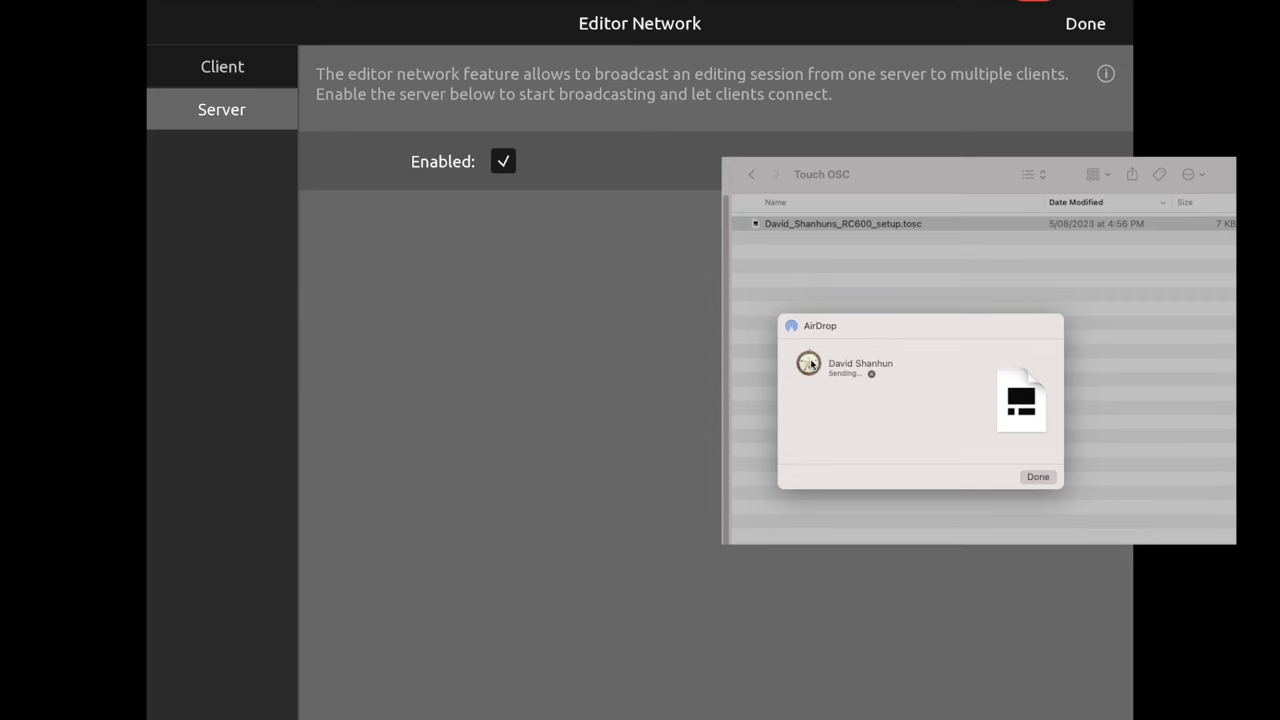 Editor Network
Done
Client
Server
The editor network feature allows to broadcast an editing session from one server to multiple clients.
Enable the server below to start broadcasting and let clients connect.
Enabled:
Touch OSC
Name
Date Modified
Size
David_Shanhuns_RC600_setup.tosc
5/08/2023 at 4:56 PM
7 KB
AirDrop
David Shanhun
Sending...
Done